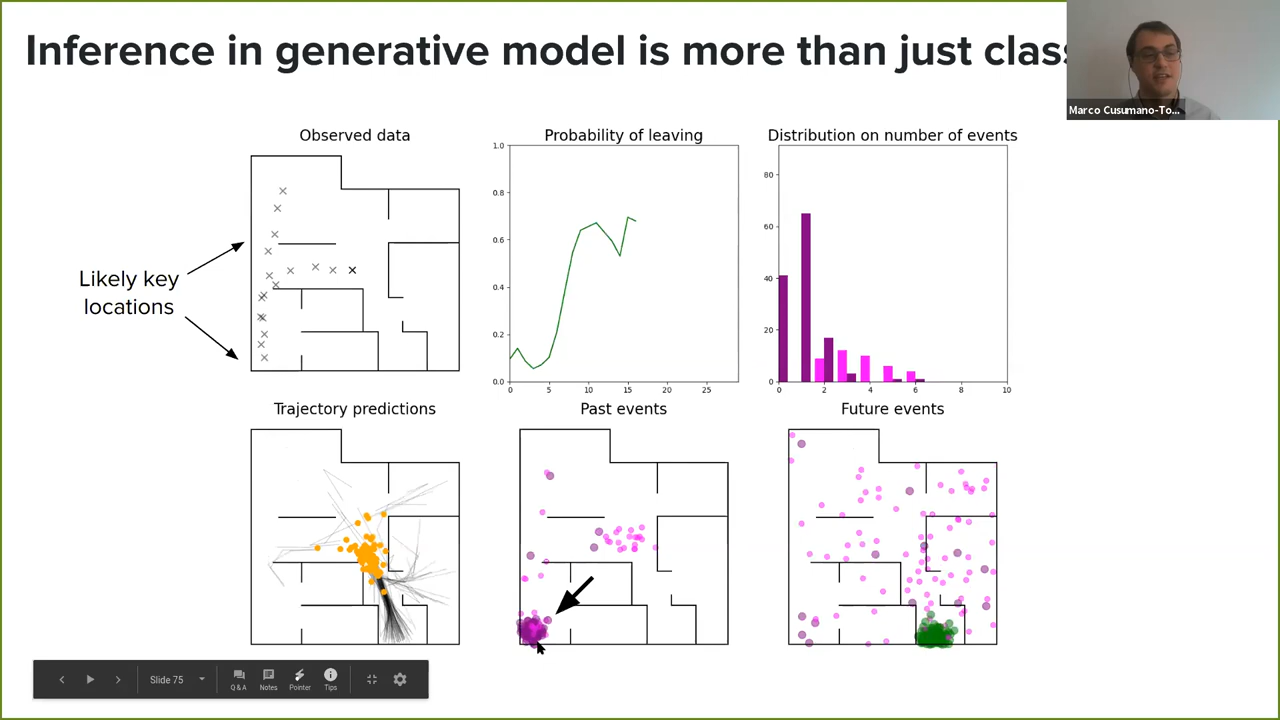 Inference in generative model is more than just clas
Marco Cusumano-To...
Observed data
Probability of leaving
Distribution on number of events
1.0
0.8
0.6
0.4
0.2
0.0
0 5 10 15 20 25
80
60
40
20
0
0 2 4 6 8 10
Likely key
locations
Trajectory predictions
Past events
Future events
Slide 75
Q & A
Notes
Pointer
Tips